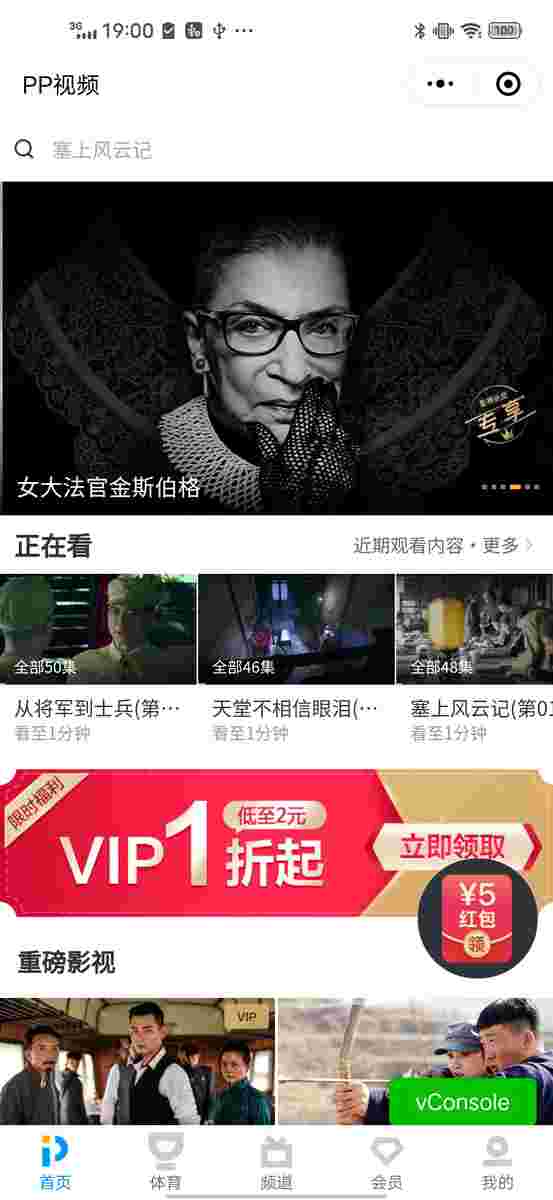 3G 19:00 100
PP视频
塞上风云记
专享
女大法官金斯伯格
正在看
近期观看内容·更多
全部50集
全部46集
全部48集
从将军到士兵(第…
天堂不相信眼泪(…
塞上风云记(第01
看至1分钟
看至1分钟
看至1分钟
限时福利
VIP1折起
低至2元
立即领取
¥5
红包
领
重磅影视
VIP
vConsole
首页
体育
频道
会员
我的